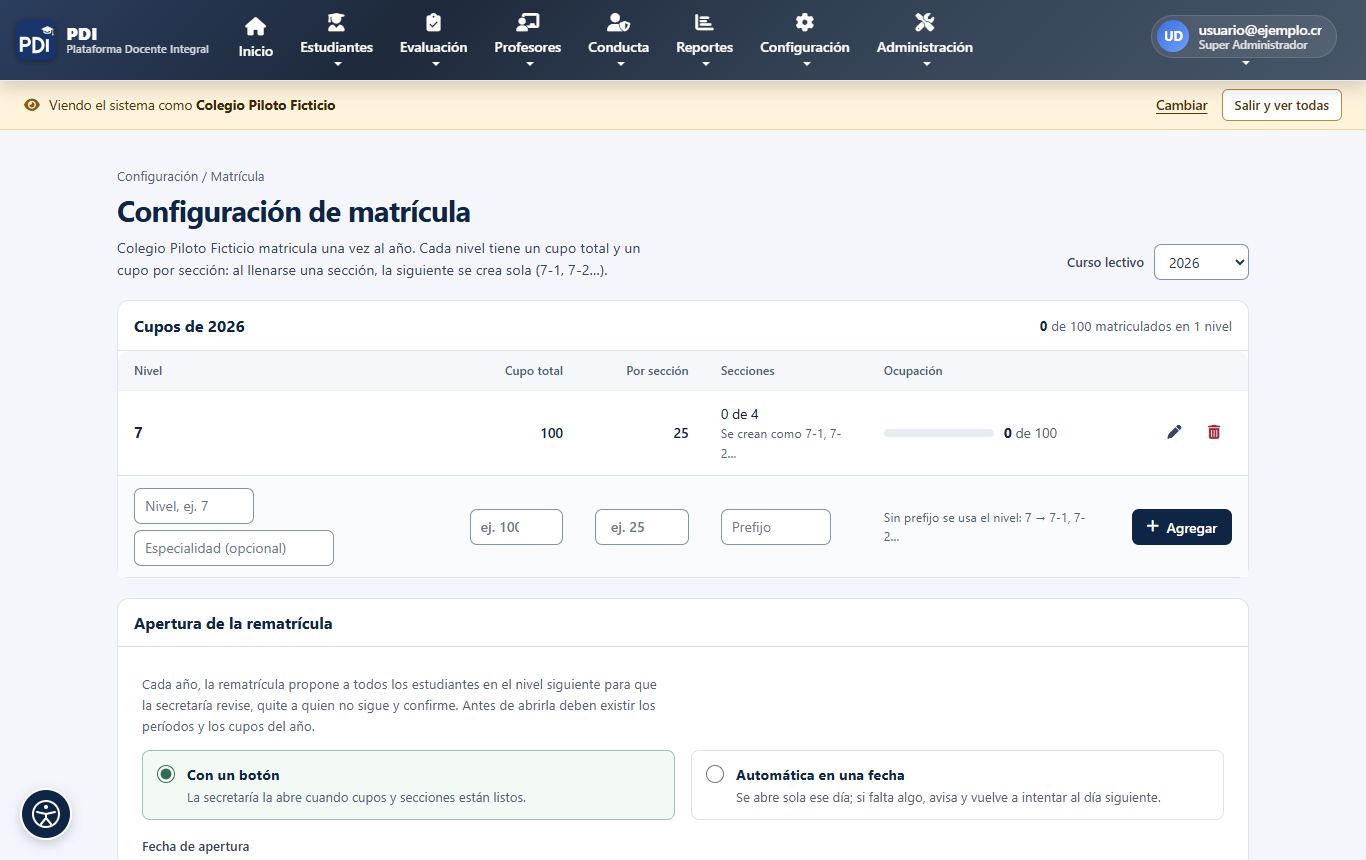 PDI
PDI
Plataforma Docente Integral
Inicio
Estudiantes
Evaluación
Profesores
Conducta
Reportes
Configuración
Administración
UD
usuario@ejemplo.cr
Super Administrador
Viendo el sistema como Colegio Piloto Ficticio
Cambiar
Salir y ver todas
Configuración / Matrícula
Configuración de matrícula
Colegio Piloto Ficticio matricula una vez al año. Cada nivel tiene un cupo total y un
cupo por sección: al llenarse una sección, la siguiente se crea sola (7-1, 7-2...).
Curso lectivo
2026
Cupos de 2026
0 de 100 matriculados en 1 nivel
Nivel
Cupo total
Por sección
Secciones
Ocupación
7
100
25
0 de 4
Se crean como 7-1, 7-
2...
0 de 100
Nivel, ej. 7
Especialidad (opcional)
ej. 100
ej. 25
Prefijo
Sin prefijo se usa el nivel: 7 → 7-1, 7-
2...
+ Agregar
Apertura de la rematrícula
Cada año, la rematrícula propone a todos los estudiantes en el nivel siguiente para que
la secretaría revise, quite a quien no sigue y confirme. Antes de abrirla deben existir los
períodos y los cupos del año.
Con un botón
La secretaría la abre cuando cupos y secciones están listos.
Automática en una fecha
Se abre sola ese día; si falta algo, avisa y vuelve a intentar al día siguiente.
Fecha de apertura